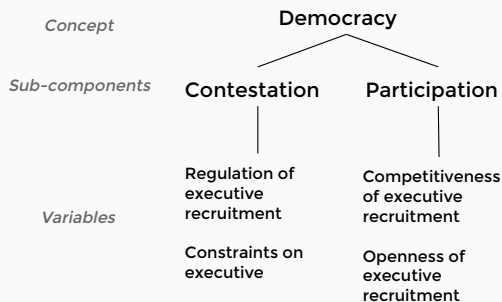 Concept
Democracy
Sub-components
Contestation
Participation
Variables
Regulation of
executive
recruitment
Constraints on
executive
Competitiveness
of executive
recruitment
Openness of
executive
recruitment